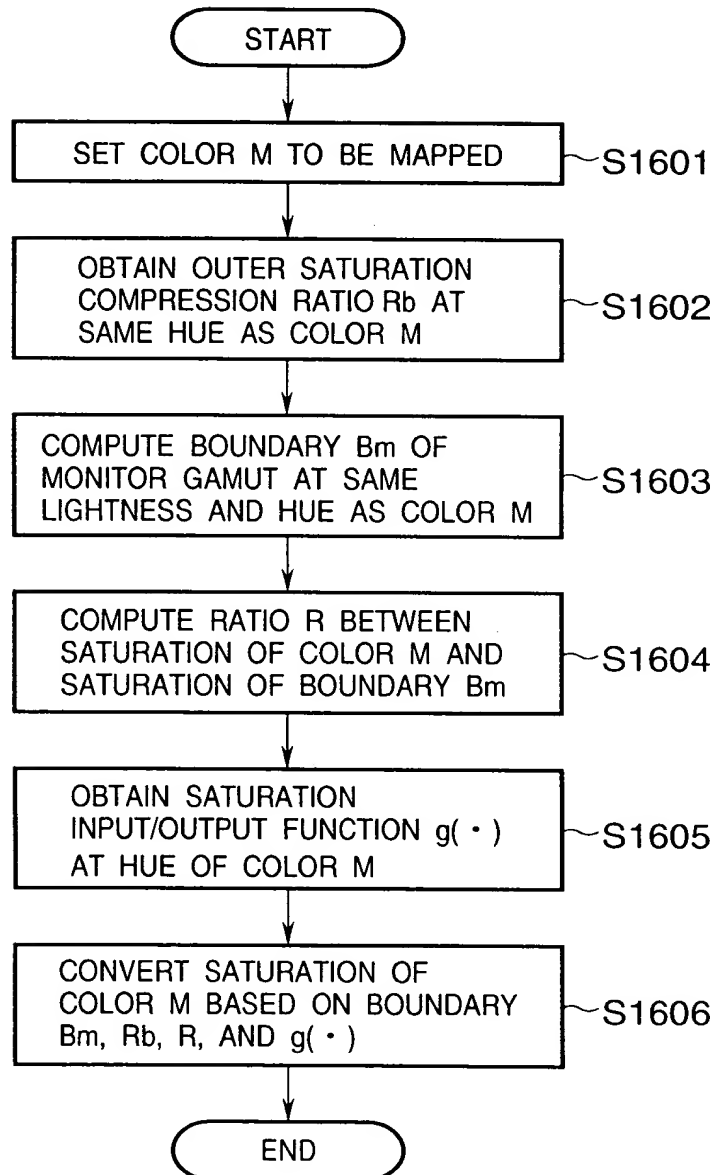 START
SET COLOR M TO BE MAPPED
S1601
OBTAIN OUTER SATURATION
COMPRESSION RATIO Rb AT
SAME HUE AS COLOR M
S1602
COMPUTE BOUNDARY Bm OF
MONITOR GAMUT AT SAME
LIGHTNESS AND HUE AS COLOR M
S1603
COMPUTE RATIO R BETWEEN
SATURATION OF COLOR M AND
SATURATION OF BOUNDARY Bm
S1604
OBTAIN SATURATION
INPUT/OUTPUT FUNCTION g( · )
AT HUE OF COLOR M
S1605
CONVERT SATURATION OF
COLOR M BASED ON BOUNDARY
Bm, Rb, R, AND g( · )
S1606
END